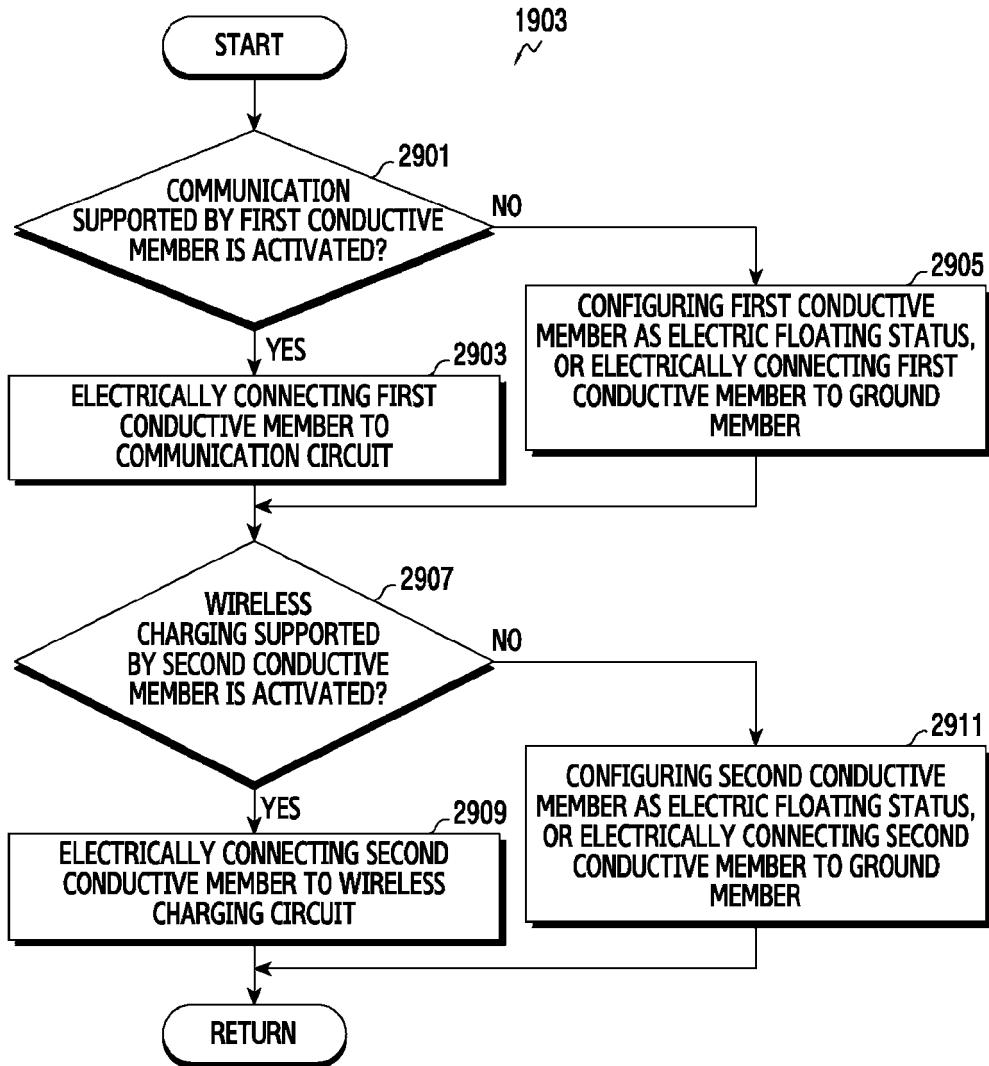 1903
START
2901
COMMUNICATION
SUPPORTED BY FIRST CONDUCTIVE
MEMBER IS ACTIVATED?
NO
YES
2903
ELECTRICALLY CONNECTING FIRST
CONDUCTIVE MEMBER TO
COMMUNICATION CIRCUIT
2905
CONFIGURING FIRST CONDUCTIVE
MEMBER AS ELECTRIC FLOATING STATUS,
OR ELECTRICALLY CONNECTING FIRST
CONDUCTIVE MEMBER TO GROUND
MEMBER
2907
WIRELESS
CHARGING SUPPORTED
BY SECOND CONDUCTIVE
MEMBER IS ACTIVATED?
NO
YES
2909
ELECTRICALLY CONNECTING SECOND
CONDUCTIVE MEMBER TO WIRELESS
CHARGING CIRCUIT
2911
CONFIGURING SECOND CONDUCTIVE
MEMBER AS ELECTRIC FLOATING STATUS,
OR ELECTRICALLY CONNECTING SECOND
CONDUCTIVE MEMBER TO GROUND
MEMBER
RETURN